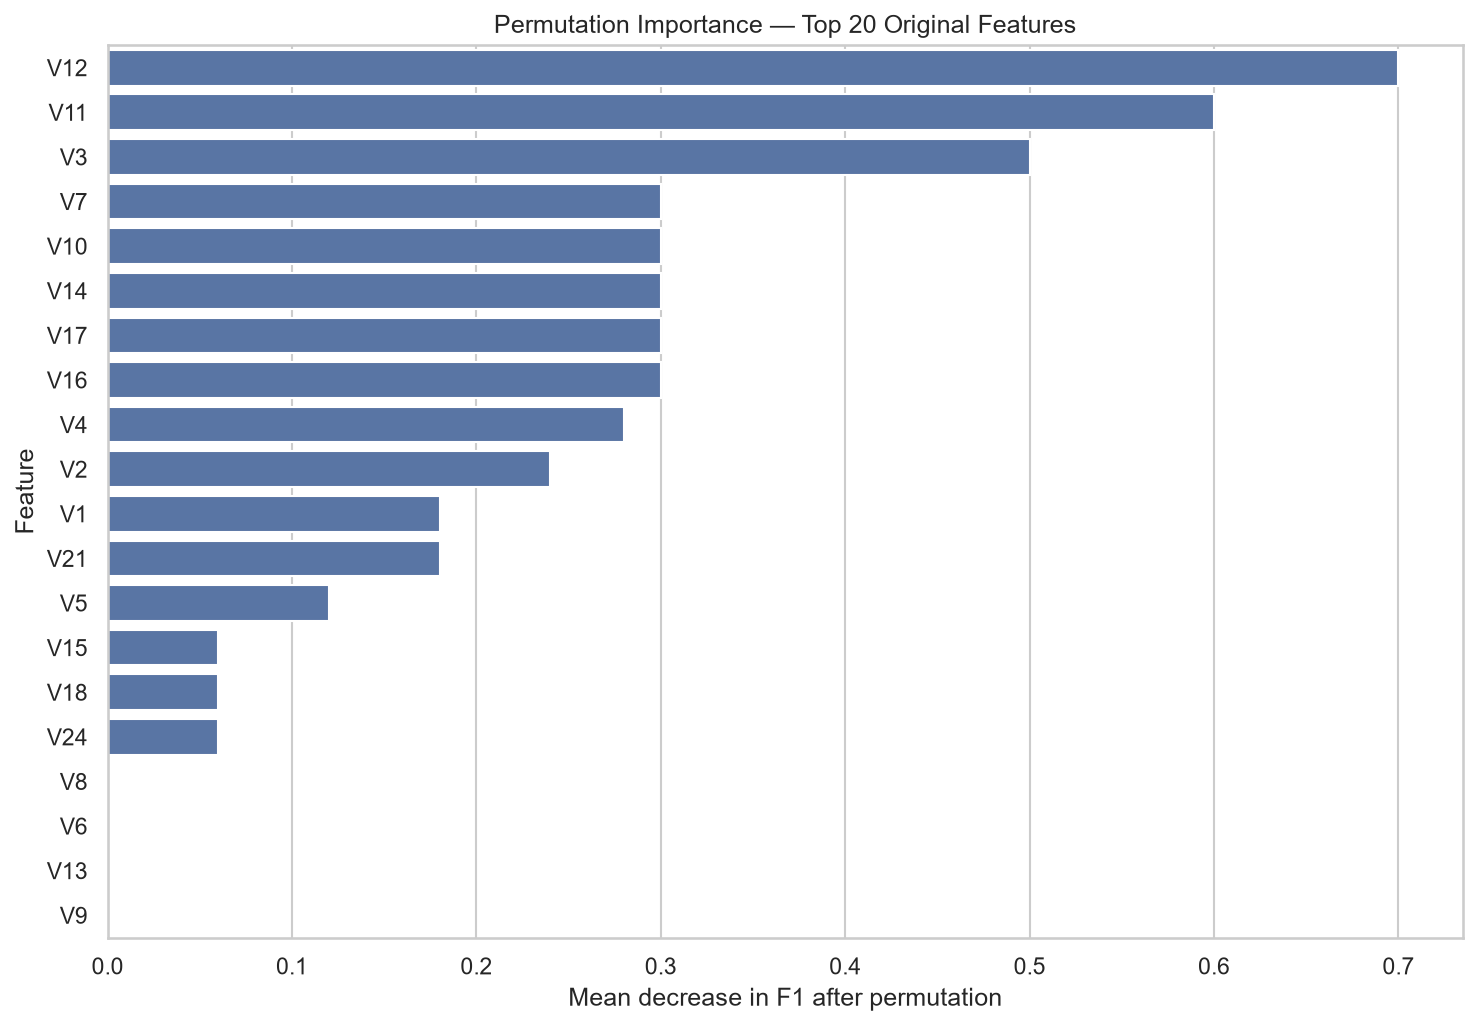 Permutation Importance — Top 20 Original Features
V12
V11
V3
V7
V10
V14
V17
V16
V4
V2
V1
V21
V5
V15
V18
V24
V8
V6
V13
V9
Feature
0.0 0.1 0.2 0.3 0.4 0.5 0.6 0.7
Mean decrease in F1 after permutation